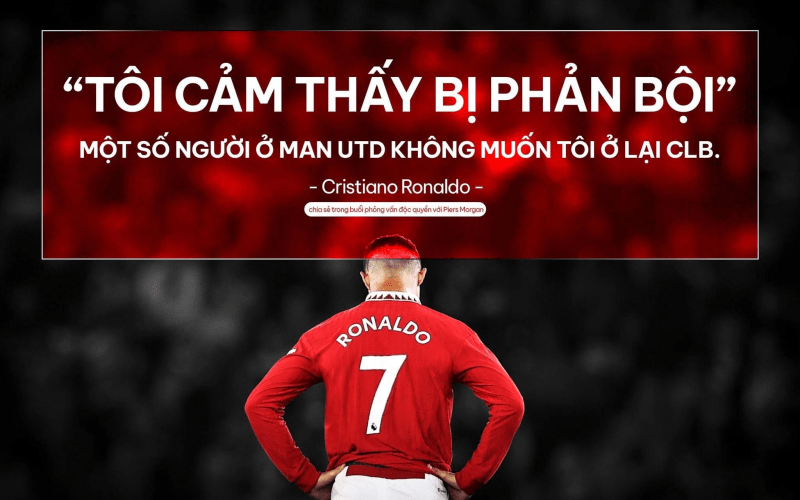 “TÔI CẢM THẤY BỊ PHẢN BỘI”
MỘT SỐ NGƯỜI Ở MAN UTD KHÔNG MUỐN TÔI Ở LẠI CLB.
- Cristiano Ronaldo -
chia sẻ trong buổi phỏng vấn độc quyền với Piers Morgan
RONALDO
7